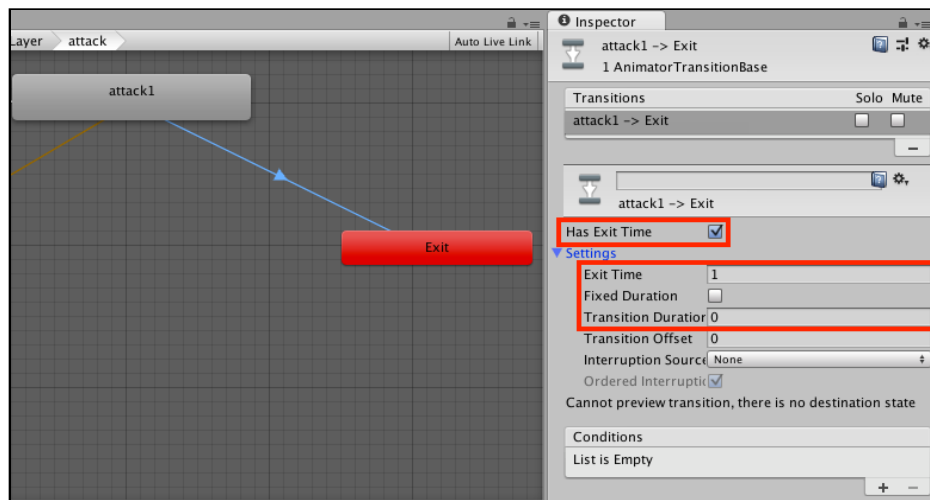 Layer
attack
Auto Live Link
attack1
Exit
Inspector
attack1 -> Exit
1 AnimatorTransitionBase
Transitions Solo Mute
attack1 -> Exit
attack1 -> Exit
Has Exit Time
Settings
Exit Time 1
Fixed Duration
Transition Duration 0
Transition Offset 0
Interruption Source None
Ordered Interruptic
Cannot preview transition, there is no destination state
Conditions
List is Empty